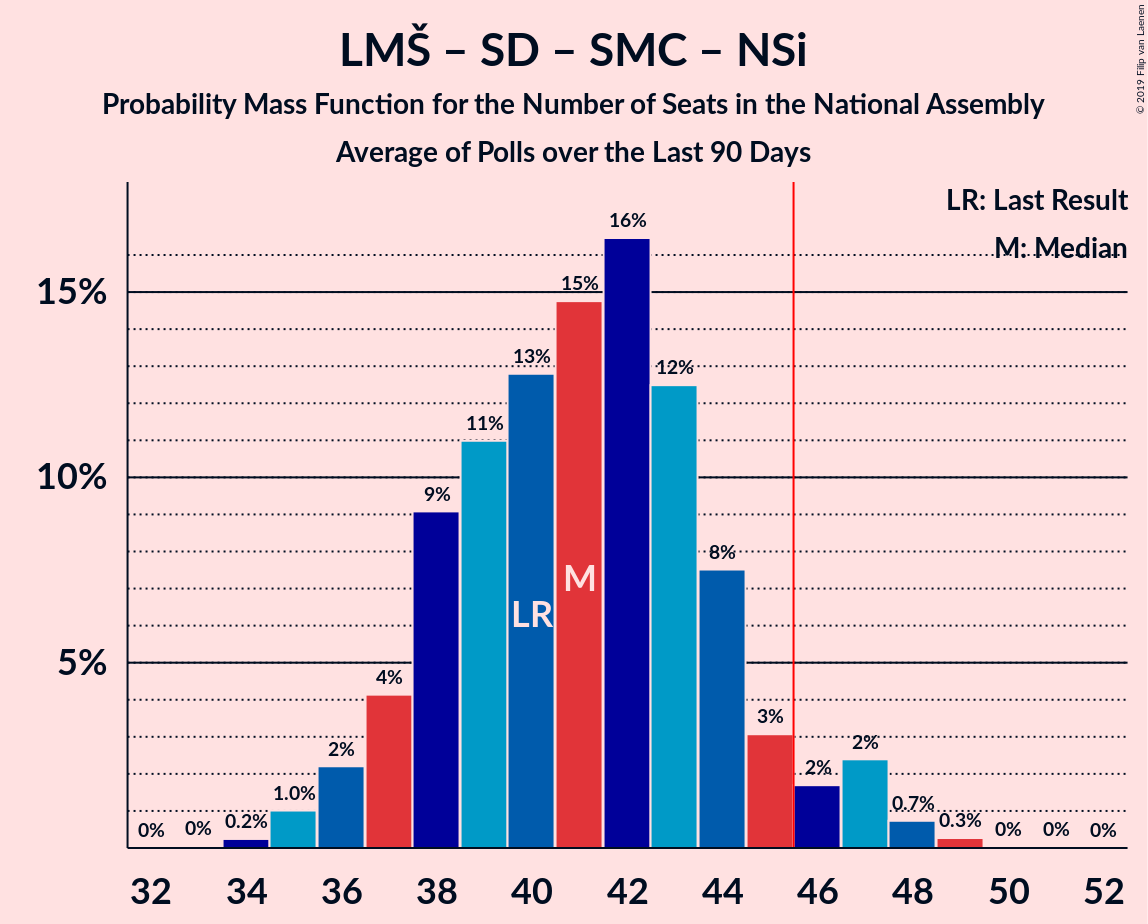 LMŠ – SD – SMC – NSi
Probability Mass Function for the Number of Seats in the National Assembly
Average of Polls over the Last 90 Days
© 2019 Filip van Laenen
LR: Last Result
M: Median
15%
10%
5%
0%
0%
0.2%
1.0%
2%
4%
9%
11%
13%
15%
16%
12%
8%
3%
2%
2%
0.7%
0.3%
0%
0%
0%
LR
M
32 34 36 38 40 42 44 46 48 50 52